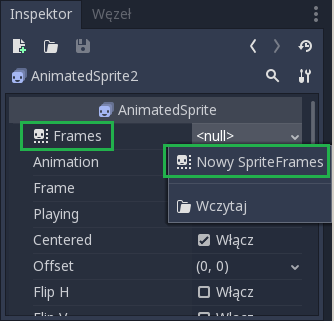 Inspektor Węzeł
AnimatedSprite2
AnimatedSprite
Frames <null>
Animation Nowy SpriteFrames
Frame
Playing Wczytaj
Centered Włącz
Offset (0, 0)
Flip H Włącz
Flip V Włącz